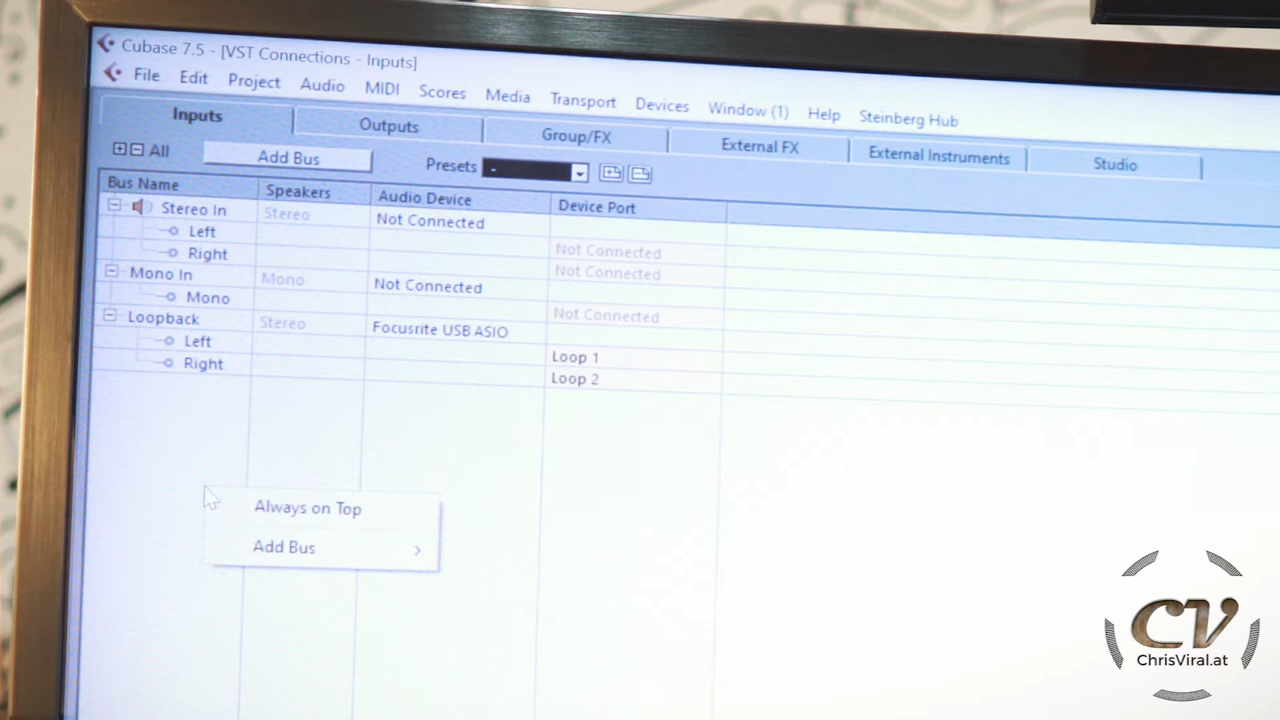 Cubase 7.5 - [VST Connections - Inputs]
File Edit Project Audio MIDI Scores Media Transport Devices Window (1) Help Steinberg Hub
Inputs Outputs Group/FX External FX External Instruments Studio
All Add Bus Presets -
Bus Name Speakers Audio Device Device Port
Stereo In Stereo Not Connected
Left Not Connected
Right Not Connected
Mono In Mono Not Connected
Mono Not Connected
Loopback Stereo Focusrite USB ASIO
Left Loop 1
Right Loop 2
Always on Top
Add Bus
CV
ChrisViral.at